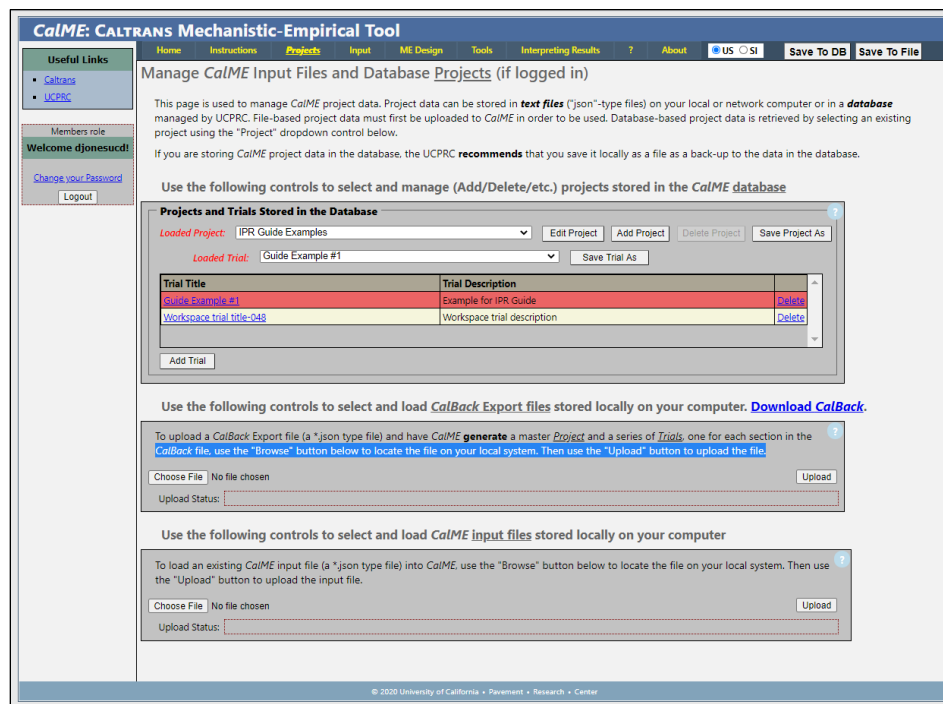 CalME: CALTRANS Mechanistic-Empirical Tool
Useful Links
Caltrans
UCPRC
Members role
Welcome djonesucd!
Change your Password
Logout
Home Instructions Projects Input ME Design Tools Interpreting Results ? About US SI Save To DB Save To File
Manage CalME Input Files and Database Projects (if logged in)
This page is used to manage CalME project data. Project data can be stored in text files ("json"-type files) on your local or network computer or in a database
managed by UCPRC. File-based project data must first be uploaded to CalME in order to be used. Database-based project data is retrieved by selecting an existing
project using the "Project" dropdown control below.
If you are storing CalME project data in the database, the UCPRC recommends that you save it locally as a file as a back-up to the data in the database.
Use the following controls to select and manage (Add/Delete/etc.) projects stored in the CalME database
Projects and Trials Stored in the Database ?
Loaded Project: IPR Guide Examples Edit Project Add Project Delete Project Save Project As
Loaded Trial: Guide Example #1 Save Trial As
Trial Title Trial Description
Guide Example #1 Example for IPR Guide Delete
Workspace trial title-048 Workspace trial description Delete
Add Trial
Use the following controls to select and load CalBack Export files stored locally on your computer. Download CalBack.
To upload a CalBack Export file (a *.json type file) and have CalME generate a master Project and a series of Trials, one for each section in the ?
CalBack file, use the "Browse" button below to locate the file on your local system. Then use the "Upload" button to upload the file.
Choose File No file chosen Upload
Upload Status:
Use the following controls to select and load CalME input files stored locally on your computer
To load an existing CalME input file (a *.json type file) into CalME, use the "Browse" button below to locate the file on your local system. Then use ?
the "Upload" button to upload the input file.
Choose File No file chosen Upload
Upload Status:
© 2020 University of California • Pavement • Research • Center